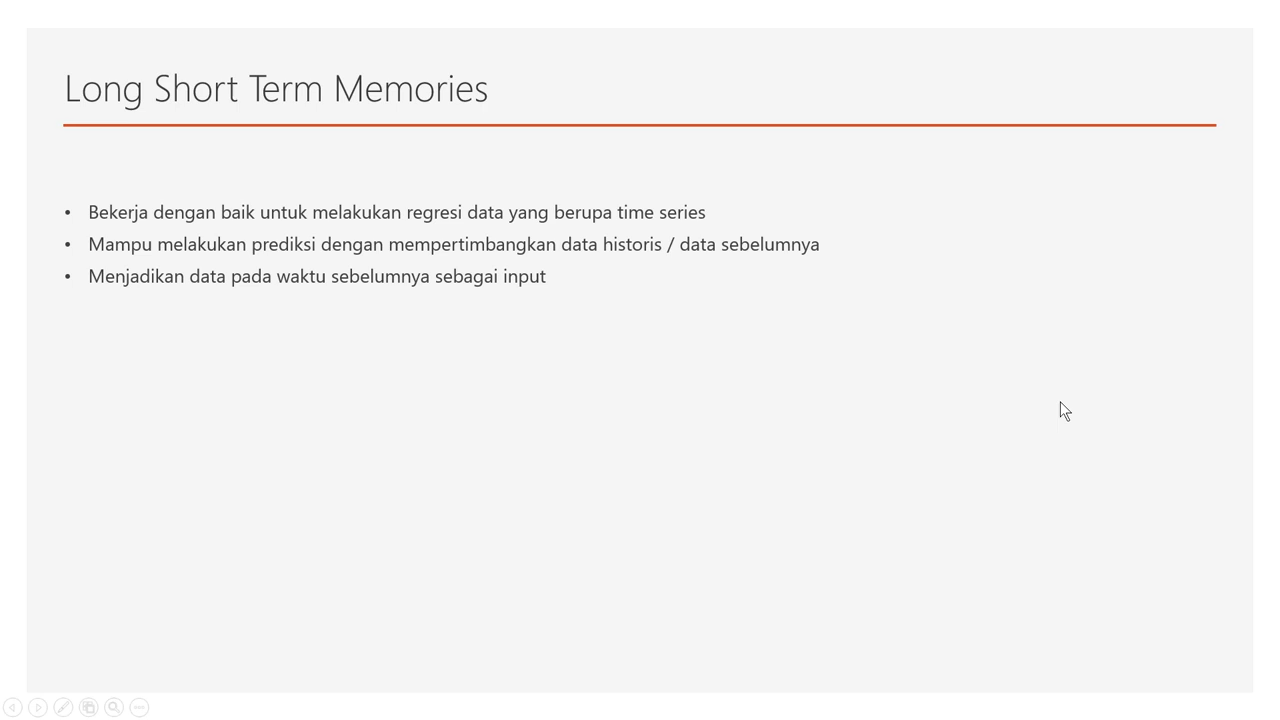 Long Short Term Memories
• Bekerja dengan baik untuk melakukan regresi data yang berupa time series
• Mampu melakukan prediksi dengan mempertimbangkan data historis / data sebelumnya
• Menjadikan data pada waktu sebelumnya sebagai input